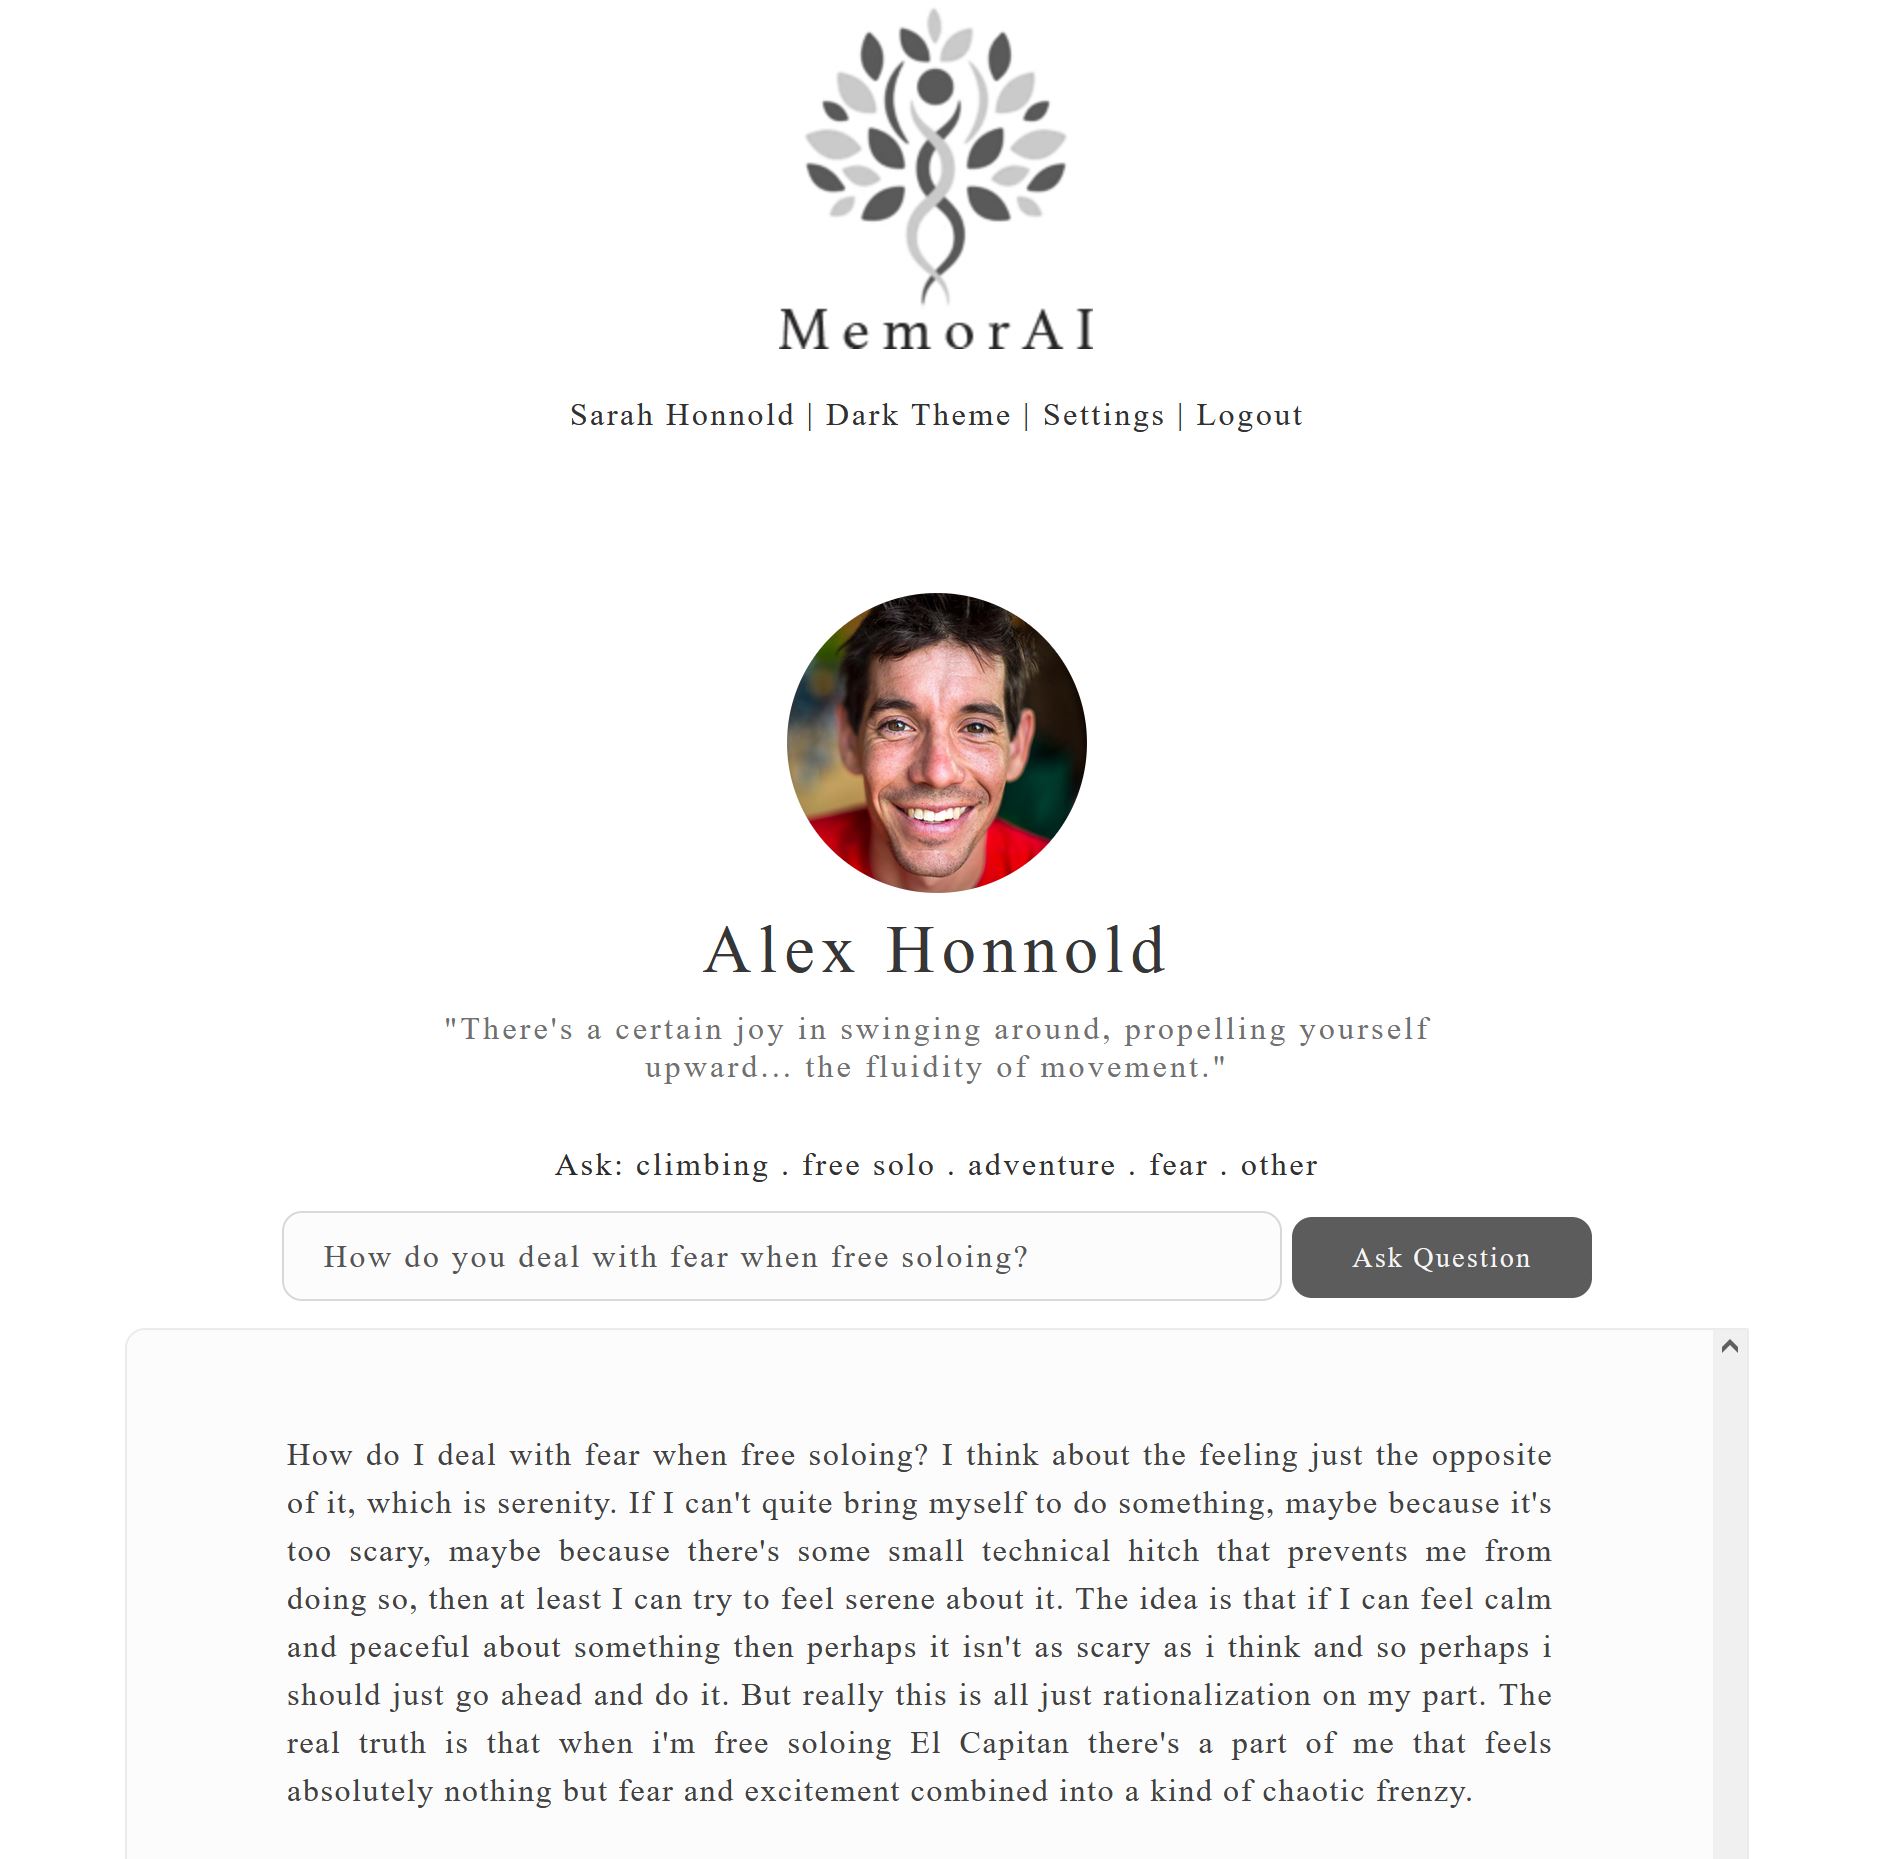 MemorAI
Sarah Honnold | Dark Theme | Settings | Logout
Alex Honnold
"There's a certain joy in swinging around, propelling yourself
upward... the fluidity of movement."
Ask: climbing . free solo . adventure . fear . other
How do you deal with fear when free soloing?
Ask Question
How do I deal with fear when free soloing? I think about the feeling just the opposite
of it, which is serenity. If I can't quite bring myself to do something, maybe because it's
too scary, maybe because there's some small technical hitch that prevents me from
doing so, then at least I can try to feel serene about it. The idea is that if I can feel calm
and peaceful about something then perhaps it isn't as scary as i think and so perhaps i
should just go ahead and do it. But really this is all just rationalization on my part. The
real truth is that when i'm free soloing El Capitan there's a part of me that feels
absolutely nothing but fear and excitement combined into a kind of chaotic frenzy.